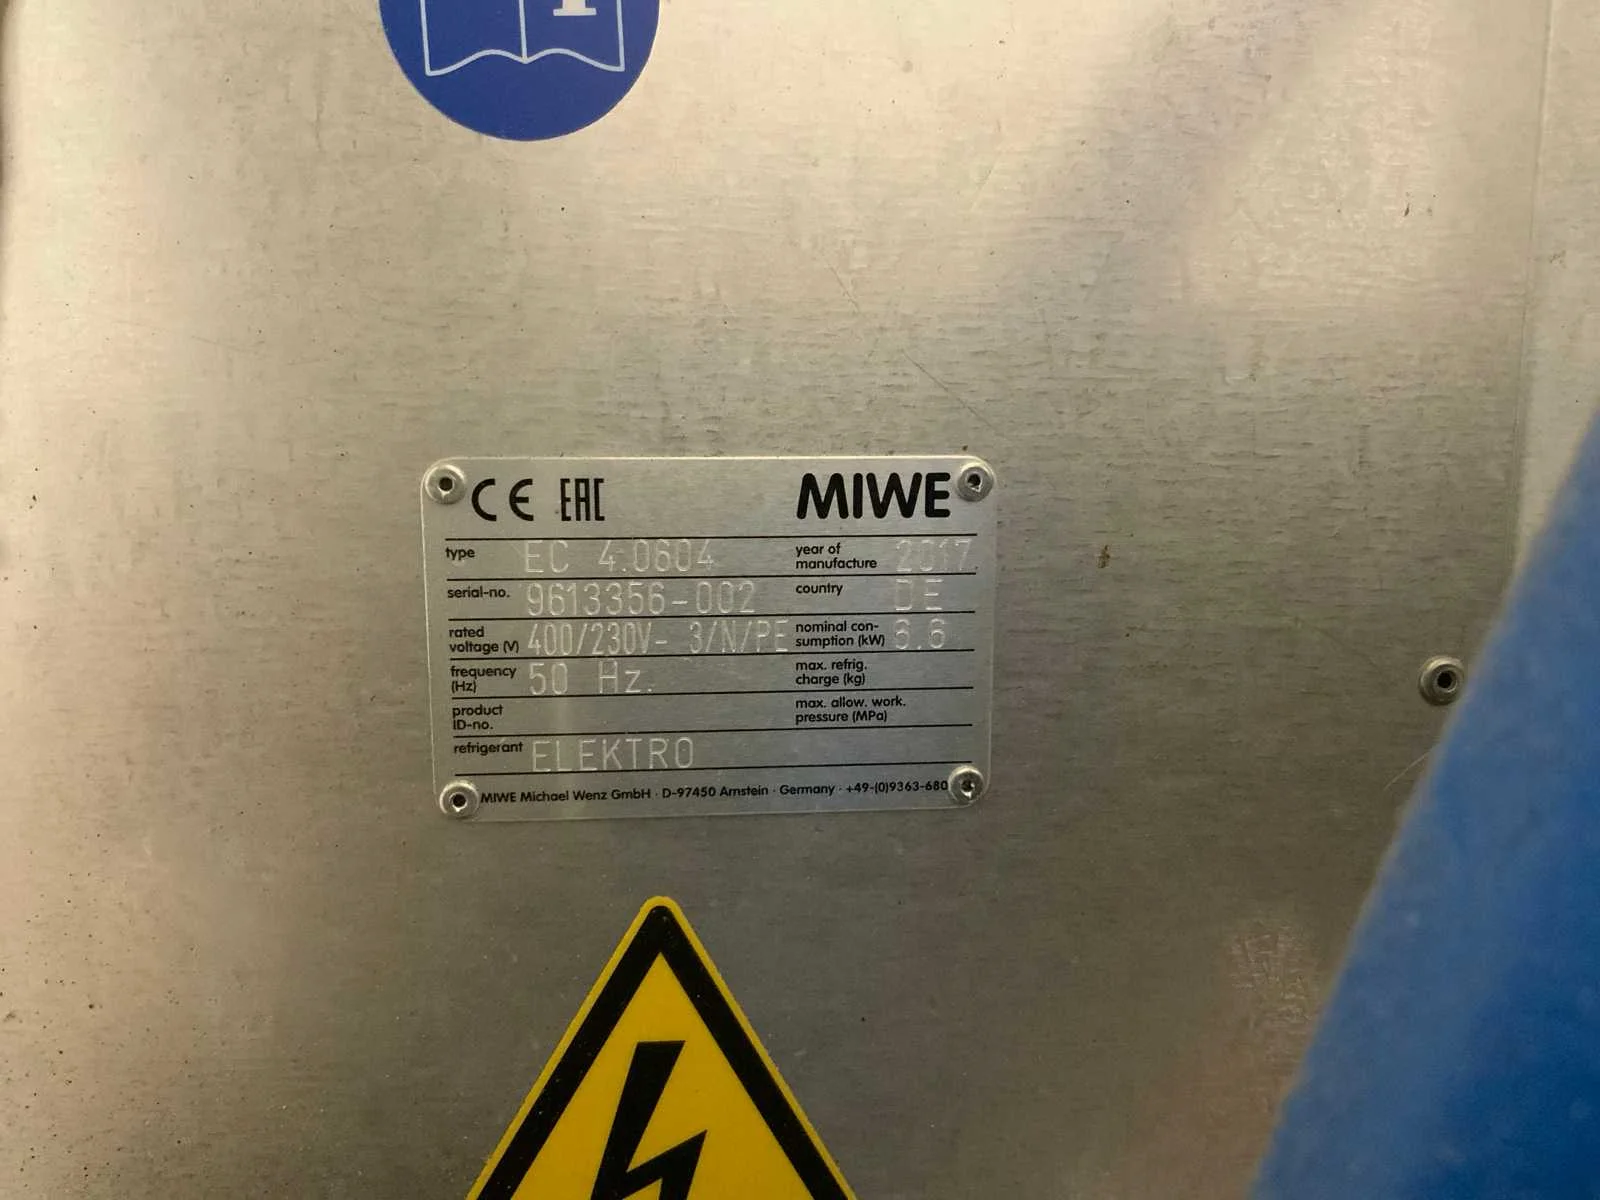 CE EAC MIWE
type EC 4.0604 year of manufacture 2017
serial-no. 9613356-002 country DE
rated voltage (V) 400/230V- 3/N/PE nominal con-sumption (kW) 6.6
frequency (Hz) 50 Hz. max. refrig. charge (kg)
product ID-no. max. allow. work. pressure (MPa)
refrigerant ELEKTRO
MIWE Michael Wenz GmbH · D-97450 Arnstein · Germany · +49-(0)9363-680